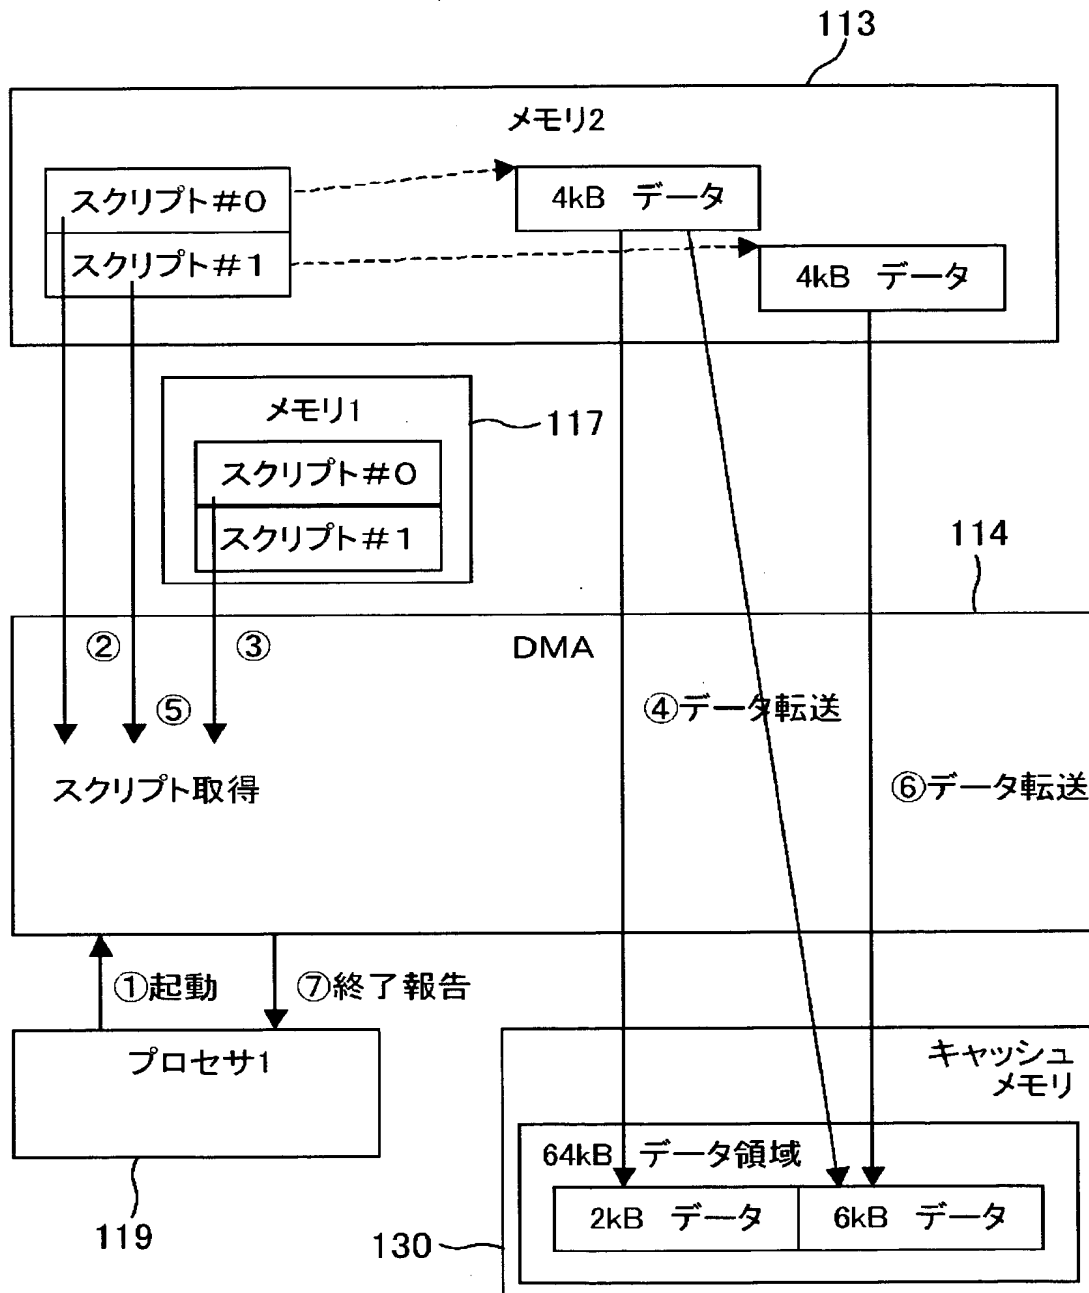 113
メモリ2
スクリプト#0
4kB データ
スクリプト#1
4kB データ
メモリ1
117
スクリプト#0
スクリプト#1
114
DMA
②
③
⑤
④データ転送
スクリプト取得
⑥データ転送
①起動
⑦終了報告
プロセサ1
キャッシュ
メモリ
64kB データ領域
2kB データ
6kB データ
119
130